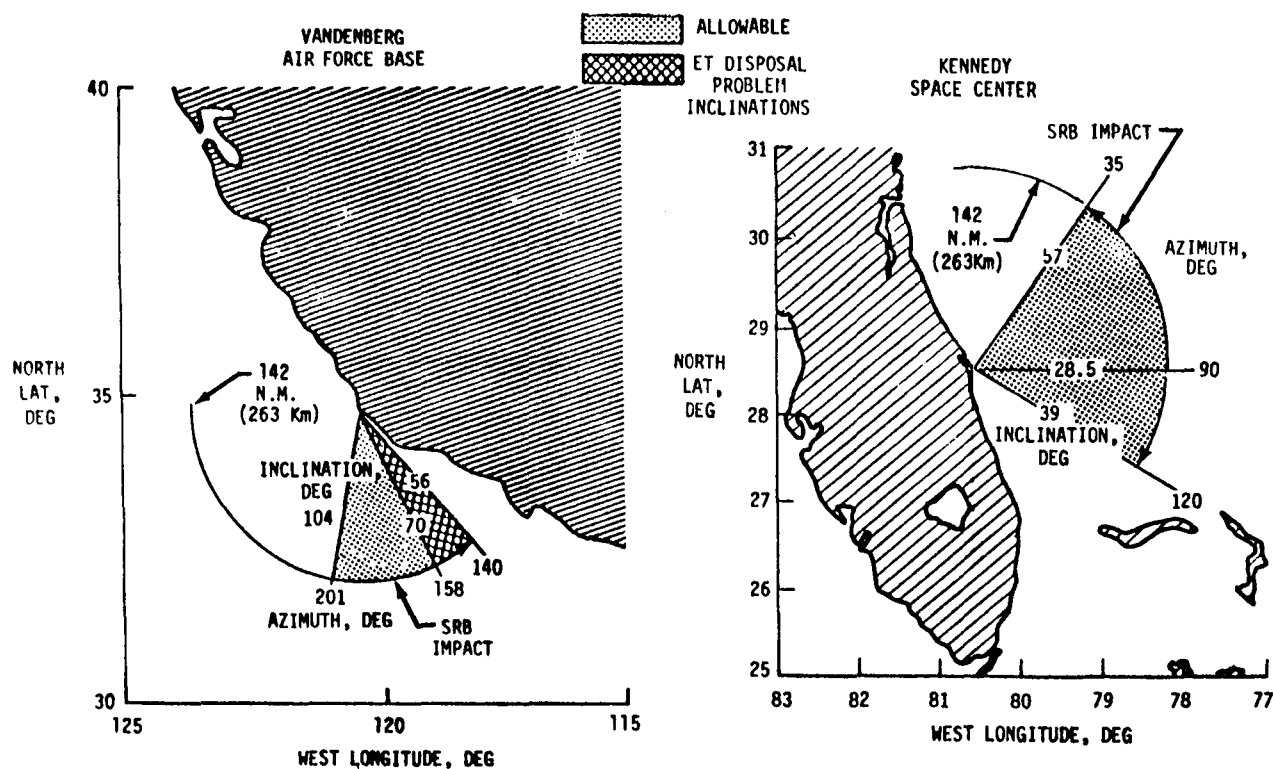 VANDENBERG
AIR FORCE BASE
ALLOWABLE
ET DISPOSAL
PROBLEM
INCLINATIONS
KENNEDY
SPACE CENTER
40
35
30
NORTH
LAT,
DEG
142
N.M.
(263 Km)
INCLINATION,
DEG
104
56
70
140
158
201
AZIMUTH, DEG
SRB
IMPACT
125
120
115
WEST LONGITUDE, DEG
SRB IMPACT
35
31
30
29
28
27
26
25
142
N.M.
(263Km)
57
AZIMUTH,
DEG
NORTH
LAT,
DEG
28.5
90
39
INCLINATION,
DEG
120
83
82
81
80
79
78
77
WEST LONGITUDE, DEG